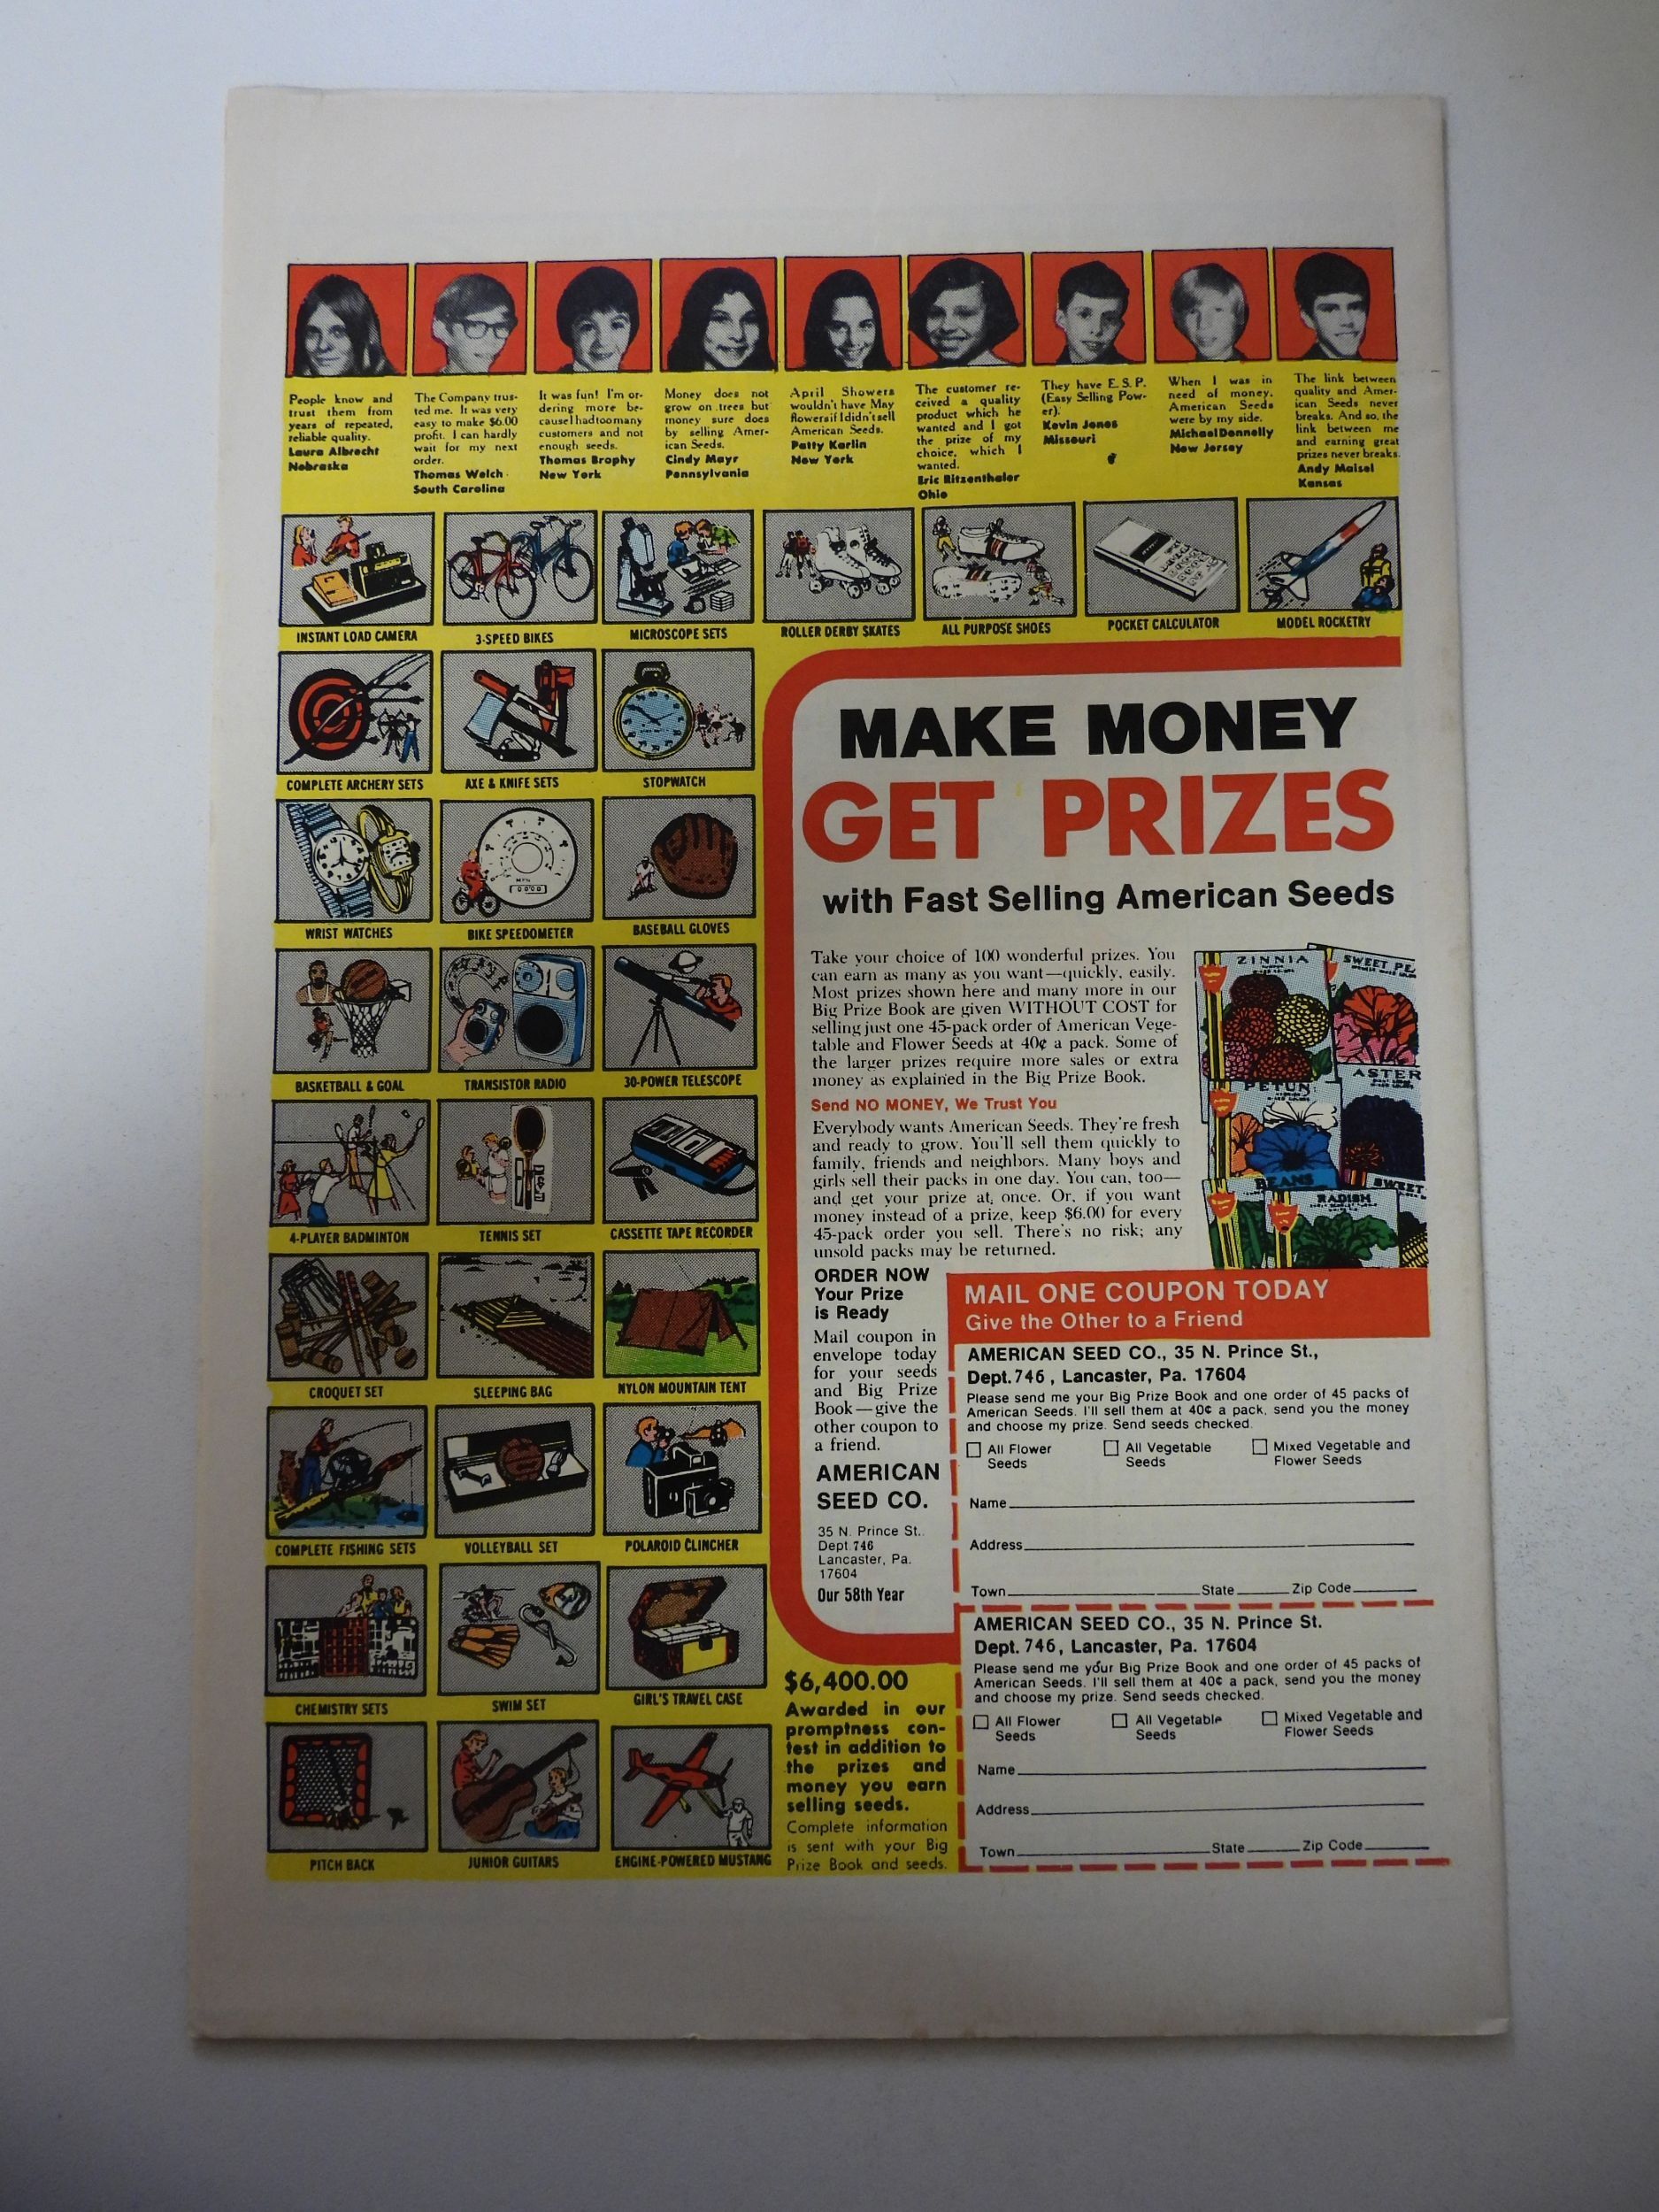 People know and
trust them from
years of repeated,
reliable quality.
Laura Albrecht
Nebraska
The Company trus-
ted me. It was very
easy to make $6.00
profit. I can hardly
wait for my next
order.
Thomas Welch
South Carolina
It was fun! I'm or-
dering more be-
cause I had too many
customers and not
enough seeds.
Thomas Brophy
New York
Money does not
grow on trees but
money sure does
by selling Amer-
ican Seeds.
Cindy Mayr
Pennsylvania
April Showers
wouldn't have May
flowers if I didn't sell
American Seeds.
Patty Karlin
New York
The customer re-
ceived a quality
product which he
wanted and I got
the prize of my
choice, which I
wanted.
Eric Ritzenthaler
Ohio
They have E.S.P.
(Easy Selling Pow-
er).
Kevin Jones
Missouri
When I was in
need of money,
American Seeds
were by my side.
Michael Donnelly
New Jersey
The link between
quality and Amer-
ican Seeds never
breaks. And so, the
link between me
and earning great
prizes never breaks.
Andy Maisel
Kansas
INSTANT LOAD CAMERA
3-SPEED BIKES
MICROSCOPE SETS
ROLLER DERBY SKATES
ALL PURPOSE SHOES
POCKET CALCULATOR
MODEL ROCKETRY
COMPLETE ARCHERY SETS
AXE & KNIFE SETS
STOPWATCH
WRIST WATCHES
BIKE SPEEDOMETER
BASEBALL GLOVES
BASKETBALL & GOAL
TRANSISTOR RADIO
30-POWER TELESCOPE
4-PLAYER BADMINTON
TENNIS SET
CASSETTE TAPE RECORDER
CROQUET SET
SLEEPING BAG
NYLON MOUNTAIN TENT
COMPLETE FISHING SETS
VOLLEYBALL SET
POLAROID CLINCHER
CHEMISTRY SETS
SWIM SET
GIRL'S TRAVEL CASE
PITCH BACK
JUNIOR GUITARS
ENGINE-POWERED MUSTANG
MAKE MONEY
GET PRIZES
with Fast Selling American Seeds
Take your choice of 100 wonderful prizes. You
can earn as many as you want—quickly, easily.
Most prizes shown here and many more in our
Big Prize Book are given WITHOUT COST for
selling just one 45-pack order of American Vege-
table and Flower Seeds at 40¢ a pack. Some of
the larger prizes require more sales or extra
money as explained in the Big Prize Book.
Send NO MONEY, We Trust You
Everybody wants American Seeds. They're fresh
and ready to grow. You'll sell them quickly to
family, friends and neighbors. Many boys and
girls sell their packs in one day. You can, too—
and get your prize at once. Or, if you want
money instead of a prize, keep $6.00 for every
45-pack order you sell. There's no risk; any
unsold packs may be returned.
ZINNIA
SWEET PE
ASTER
PETUN
BEANS
RADISH
SWEET
ORDER NOW
Your Prize
is Ready
Mail coupon in
envelope today
for your seeds
and Big Prize
Book—give the
other coupon to
a friend.
AMERICAN
SEED CO.
35 N. Prince St.
Dept. 746
Lancaster, Pa.
17604
Our 58th Year
MAIL ONE COUPON TODAY
Give the Other to a Friend
AMERICAN SEED CO., 35 N. Prince St.,
Dept. 746, Lancaster, Pa. 17604
Please send me your Big Prize Book and one order of 45 packs of
American Seeds. I'll sell them at 40¢ a pack, send you the money
and choose my prize. Send seeds checked.
All Flower
Seeds
All Vegetable
Seeds
Mixed Vegetable and
Flower Seeds
Name
Address
Town State Zip Code
AMERICAN SEED CO., 35 N. Prince St.
Dept. 746, Lancaster, Pa. 17604
Please send me your Big Prize Book and one order of 45 packs of
American Seeds. I'll sell them at 40¢ a pack, send you the money
and choose my prize. Send seeds checked.
All Flower
Seeds
All Vegetable
Seeds
Mixed Vegetable and
Flower Seeds
Name
Address
Town State Zip Code
$6,400.00
Awarded in our
promptness con-
test in addition to
the prizes and
money you earn
selling seeds.
Complete information
is sent with your Big
Prize Book and seeds.